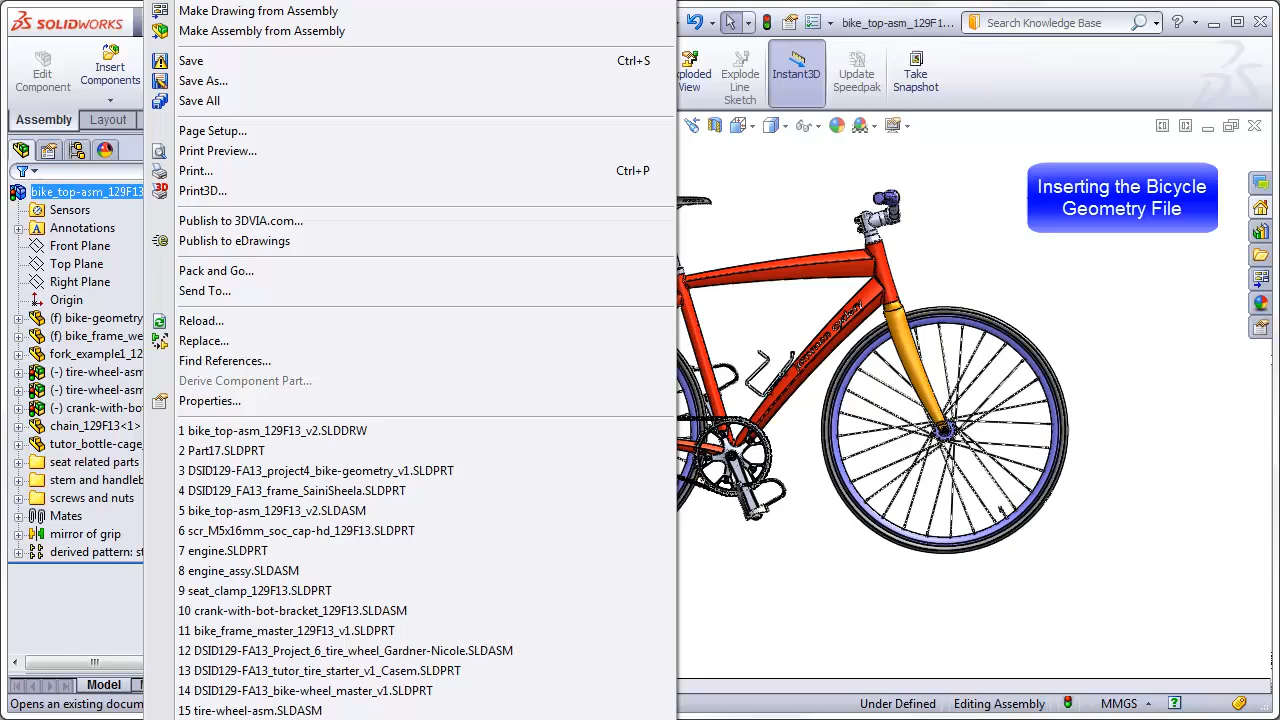 SOLIDWORKS
bike_top-asm_129F1...
Search Knowledge Base
Edit
Component
Insert
Components
Exploded
View
Explode
Line
Sketch
Instant3D
Update
Speedpak
Take
Snapshot
Assembly
Layout
bike_top-asm_129F13
Sensors
Annotations
Front Plane
Top Plane
Right Plane
Origin
(f) bike-geometry
(f) bike_frame_we
fork_example1_12
(-) tire-wheel-asm
(-) tire-wheel-asm
(-) crank-with-bot
chain_129F13<1>
tutor_bottle-cage_
seat related parts
stem and handleb
screws and nuts
Mates
mirror of grip
derived pattern: st
Model
Opens an existing docum
Make Drawing from Assembly
Make Assembly from Assembly
Save Ctrl+S
Save As...
Save All
Page Setup...
Print Preview...
Print... Ctrl+P
Print3D...
Publish to 3DVIA.com...
Publish to eDrawings
Pack and Go...
Send To...
Reload...
Replace...
Find References...
Derive Component Part...
Properties...
1 bike_top-asm_129F13_v2.SLDDRW
2 Part17.SLDPRT
3 DSID129-FA13_project4_bike-geometry_v1.SLDPRT
4 DSID129_FA13_frame_SainiSheela.SLDPRT
5 bike_top-asm_129F13_v2.SLDASM
6 scr_M5x16mm_soc_cap-hd_129F13.SLDPRT
7 engine.SLDPRT
8 engine_assy.SLDASM
9 seat_clamp_129F13.SLDPRT
10 crank-with-bot-bracket_129F13.SLDASM
11 bike_frame_master_129F13_v1.SLDPRT
12 DSID129-FA13_Project_6_tire_wheel_Gardner-Nicole.SLDASM
13 DSID129-FA13_tutor_tire_starter_v1_Casem.SLDPRT
14 DSID129-FA13_bike-wheel_master_v1.SLDPRT
15 tire-wheel-asm.SLDASM
Inserting the Bicycle
Geometry File
Under Defined
Editing Assembly
MMGS